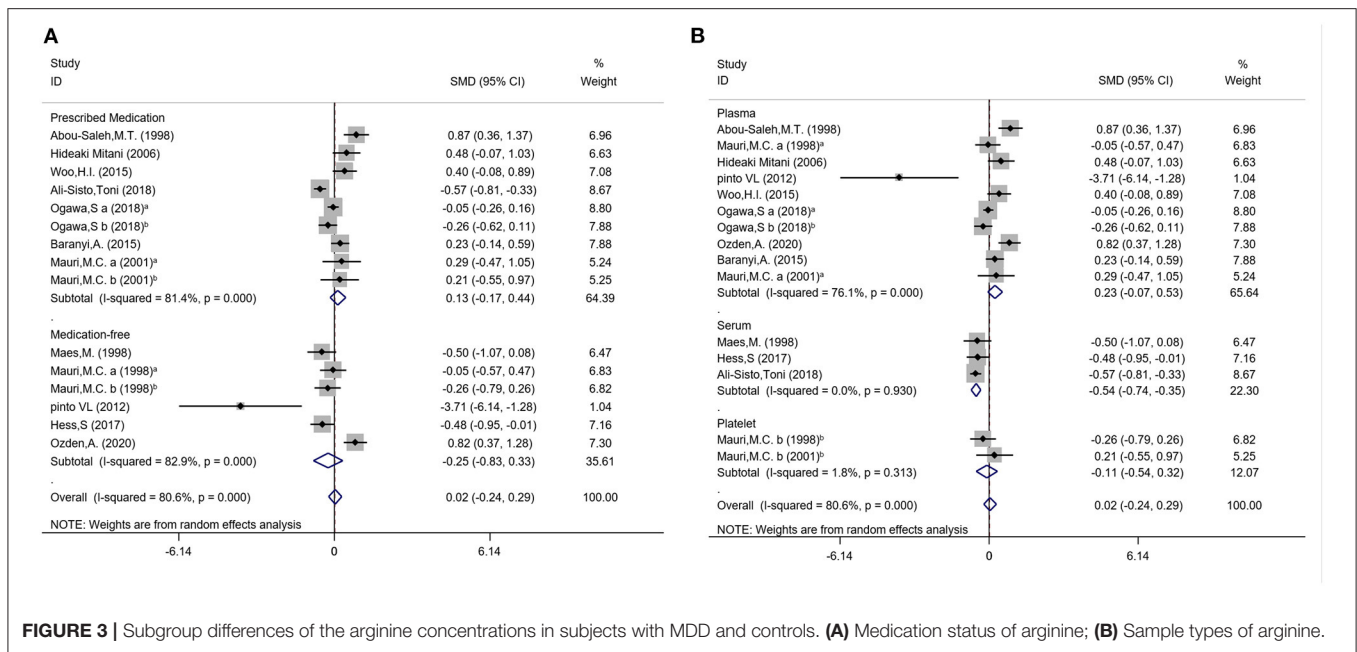 A
Study %
ID SMD (95% CI) Weight
Prescribed Medication
Abou-Saleh,M.T. (1998) 0.87 (0.36, 1.37) 6.96
Hideaki Mitani (2006) 0.48 (-0.07, 1.03) 6.63
Woo,H.I. (2015) 0.40 (-0.08, 0.89) 7.08
Ali-Sisto,Toni (2018) -0.57 (-0.81, -0.33) 8.67
Ogawa,S a (2018)ᵃ -0.05 (-0.26, 0.16) 8.80
Ogawa,S b (2018)ᵇ -0.26 (-0.62, 0.11) 7.88
Baranyi,A. (2015) 0.23 (-0.14, 0.59) 7.88
Mauri,M.C. a (2001)ᵃ 0.29 (-0.47, 1.05) 5.24
Mauri,M.C. b (2001)ᵇ 0.21 (-0.55, 0.97) 5.25
Subtotal (I-squared = 81.4%, p = 0.000) 0.13 (-0.17, 0.44) 64.39
.
Medication-free
Maes,M. (1998) -0.50 (-1.07, 0.08) 6.47
Mauri,M.C. a (1998)ᵃ -0.05 (-0.57, 0.47) 6.83
Mauri,M.C. b (1998)ᵇ -0.26 (-0.79, 0.26) 6.82
pinto VL (2012) -3.71 (-6.14, -1.28) 1.04
Hess,S (2017) -0.48 (-0.95, -0.01) 7.16
Ozden,A. (2020) 0.82 (0.37, 1.28) 7.30
Subtotal (I-squared = 82.9%, p = 0.000) -0.25 (-0.83, 0.33) 35.61
.
Overall (I-squared = 80.6%, p = 0.000) 0.02 (-0.24, 0.29) 100.00
NOTE: Weights are from random effects analysis
-6.14 0 6.14
B
Study %
ID SMD (95% CI) Weight
Plasma
Abou-Saleh,M.T. (1998) 0.87 (0.36, 1.37) 6.96
Mauri,M.C. a (1998)ᵃ -0.05 (-0.57, 0.47) 6.83
Hideaki Mitani (2006) 0.48 (-0.07, 1.03) 6.63
pinto VL (2012) -3.71 (-6.14, -1.28) 1.04
Woo,H.I. (2015) 0.40 (-0.08, 0.89) 7.08
Ogawa,S a (2018)ᵃ -0.05 (-0.26, 0.16) 8.80
Ogawa,S b (2018)ᵇ -0.26 (-0.62, 0.11) 7.88
Ozden,A. (2020) 0.82 (0.37, 1.28) 7.30
Baranyi,A. (2015) 0.23 (-0.14, 0.59) 7.88
Mauri,M.C. a (2001)ᵃ 0.29 (-0.47, 1.05) 5.24
Subtotal (I-squared = 76.1%, p = 0.000) 0.23 (-0.07, 0.53) 65.64
.
Serum
Maes,M. (1998) -0.50 (-1.07, 0.08) 6.47
Hess,S (2017) -0.48 (-0.95, -0.01) 7.16
Ali-Sisto,Toni (2018) -0.57 (-0.81, -0.33) 8.67
Subtotal (I-squared = 0.0%, p = 0.930) -0.54 (-0.74, -0.35) 22.30
.
Platelet
Mauri,M.C. b (1998)ᵇ -0.26 (-0.79, 0.26) 6.82
Mauri,M.C. b (2001)ᵇ 0.21 (-0.55, 0.97) 5.25
Subtotal (I-squared = 1.8%, p = 0.313) -0.11 (-0.54, 0.32) 12.07
.
Overall (I-squared = 80.6%, p = 0.000) 0.02 (-0.24, 0.29) 100.00
NOTE: Weights are from random effects analysis
-6.14 0 6.14
FIGURE 3 | Subgroup differences of the arginine concentrations in subjects with MDD and controls. (A) Medication status of arginine; (B) Sample types of arginine.